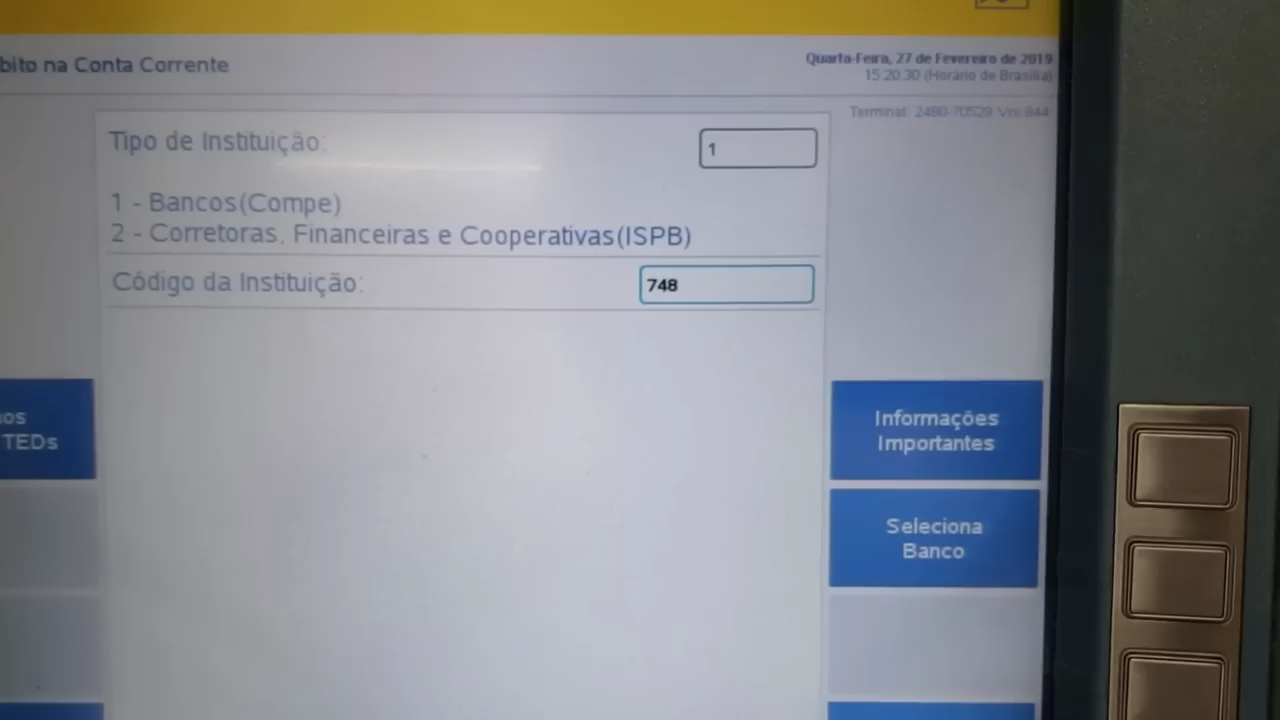 bito na Conta Corrente
Quarta-Feira, 27 de Fevereiro de 2019
15:20:30 (Horário de Brasília)
Terminal: 2480-70529 Vrs 844
Tipo de Instituição:
1
1 - Bancos(Compe)
2 - Corretoras, Financeiras e Cooperativas(ISPB)
Código da Instituição:
748
os
TEDs
Informações
Importantes
Seleciona
Banco